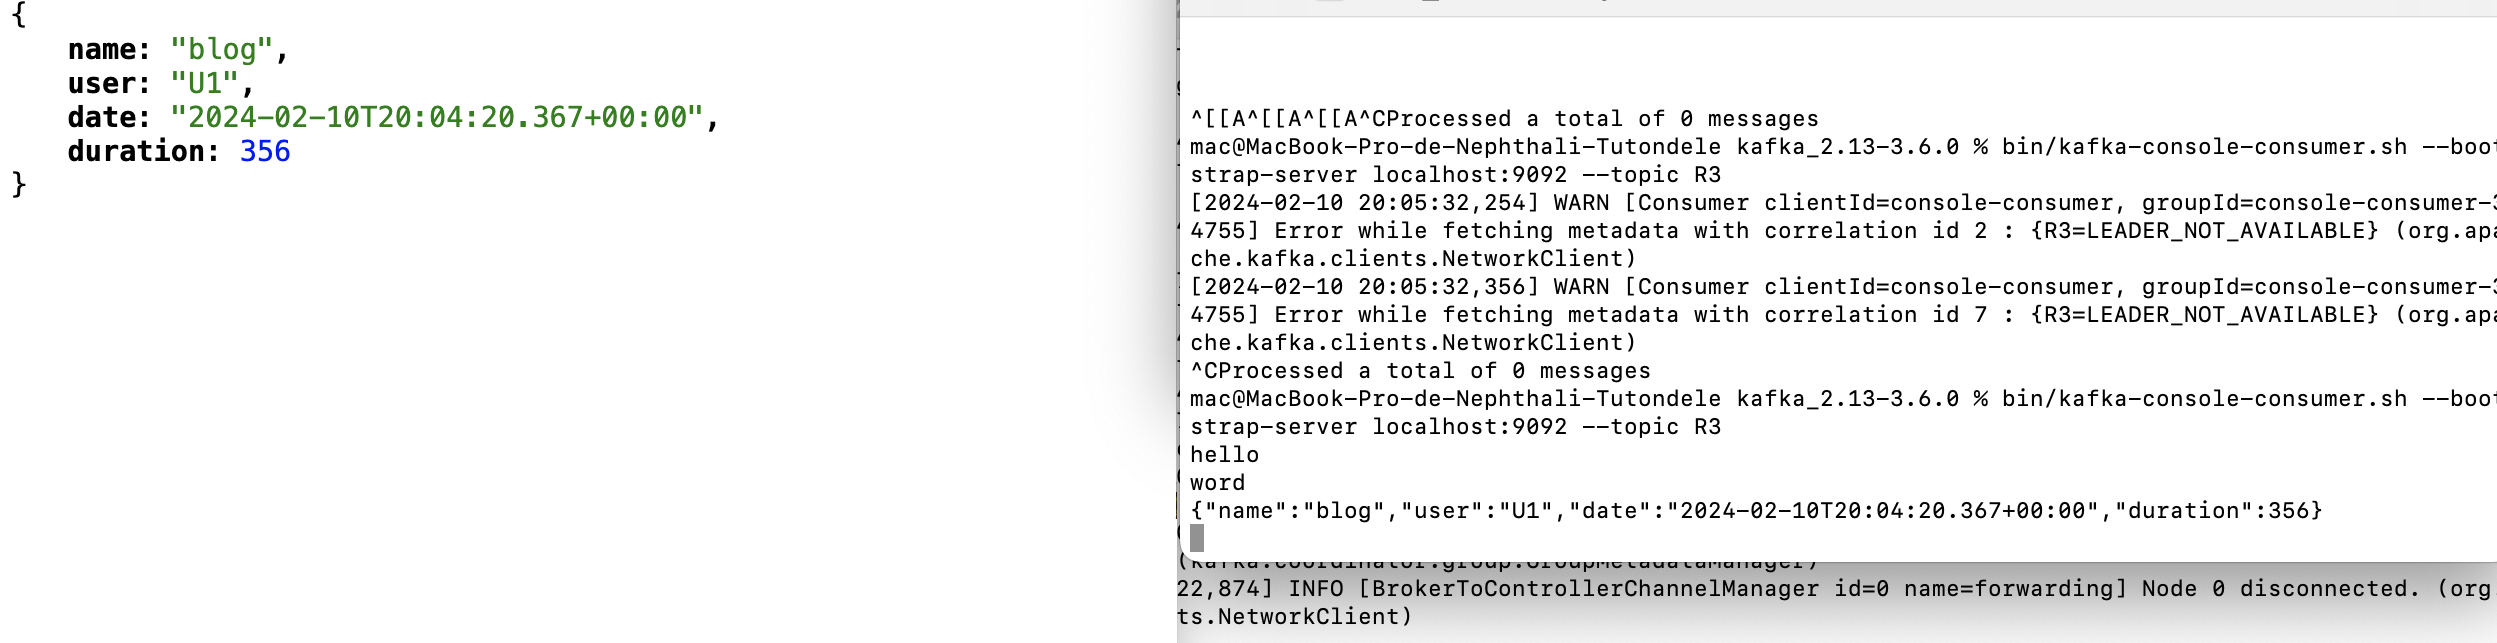 {
name: "blog",
user: "U1",
date: "2024-02-10T20:04:20.367+00:00",
duration: 356
}
^[[A^[[A^[[A^CProcessed a total of 0 messages
mac@MacBook-Pro-de-Nephthali-Tutondele kafka_2.13-3.6.0 % bin/kafka-console-consumer.sh --boot
strap-server localhost:9092 --topic R3
[2024-02-10 20:05:32,254] WARN [Consumer clientId=console-consumer, groupId=console-consumer-3
4755] Error while fetching metadata with correlation id 2 : {R3=LEADER_NOT_AVAILABLE} (org.apa
che.kafka.clients.NetworkClient)
[2024-02-10 20:05:32,356] WARN [Consumer clientId=console-consumer, groupId=console-consumer-3
4755] Error while fetching metadata with correlation id 7 : {R3=LEADER_NOT_AVAILABLE} (org.apa
che.kafka.clients.NetworkClient)
^CProcessed a total of 0 messages
mac@MacBook-Pro-de-Nephthali-Tutondele kafka_2.13-3.6.0 % bin/kafka-console-consumer.sh --boot
strap-server localhost:9092 --topic R3
hello
word
{"name":"blog","user":"U1","date":"2024-02-10T20:04:20.367+00:00","duration":356}
(kafka.coordinator.group.GroupMetadataManager)
22,874] INFO [BrokerToControllerChannelManager id=0 name=forwarding] Node 0 disconnected. (org.
ts.NetworkClient)